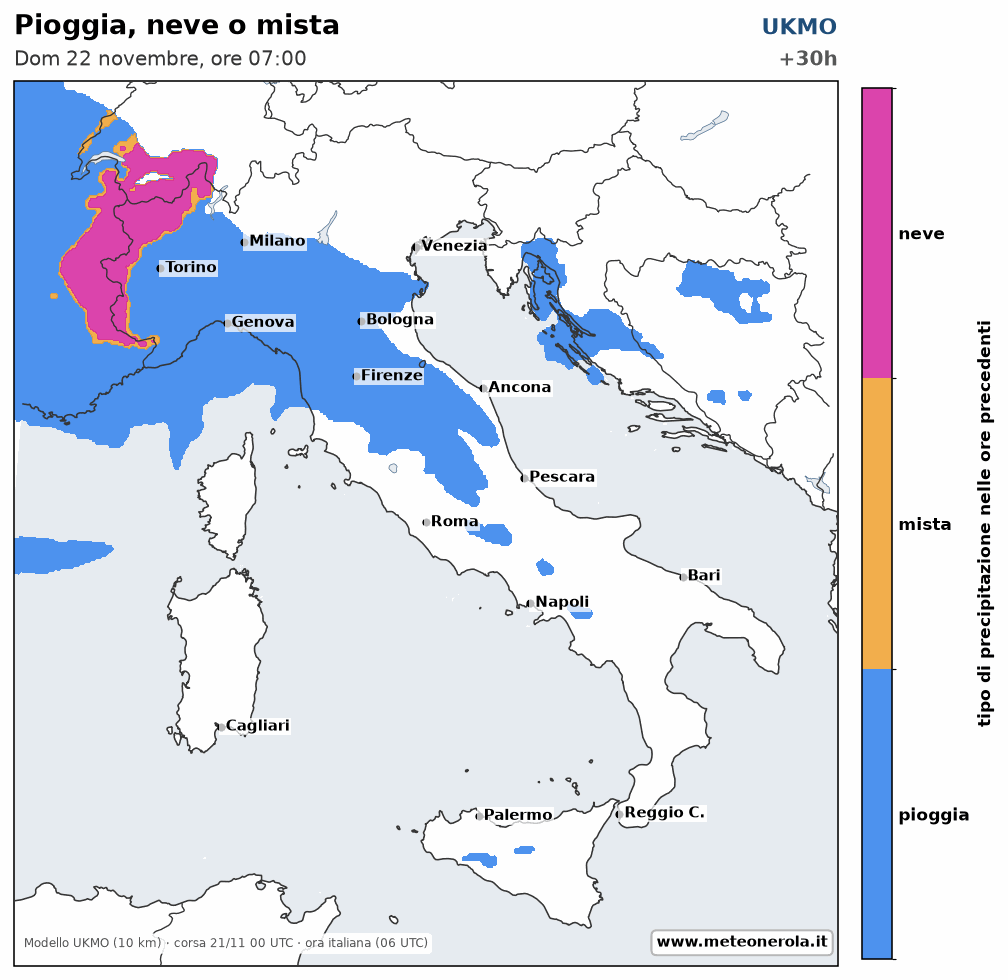 Pioggia, neve o mista
UKMO
Dom 22 novembre, ore 07:00
+30h
neve
mista
pioggia
tipo di precipitazione nelle ore precedenti
Milano
Venezia
Torino
Genova
Bologna
Firenze
Ancona
Pescara
Roma
Bari
Napoli
Cagliari
Palermo
Reggio C.
Modello UKMO (10 km) · corsa 21/11 00 UTC · ora italiana (06 UTC)
www.meteonerola.it